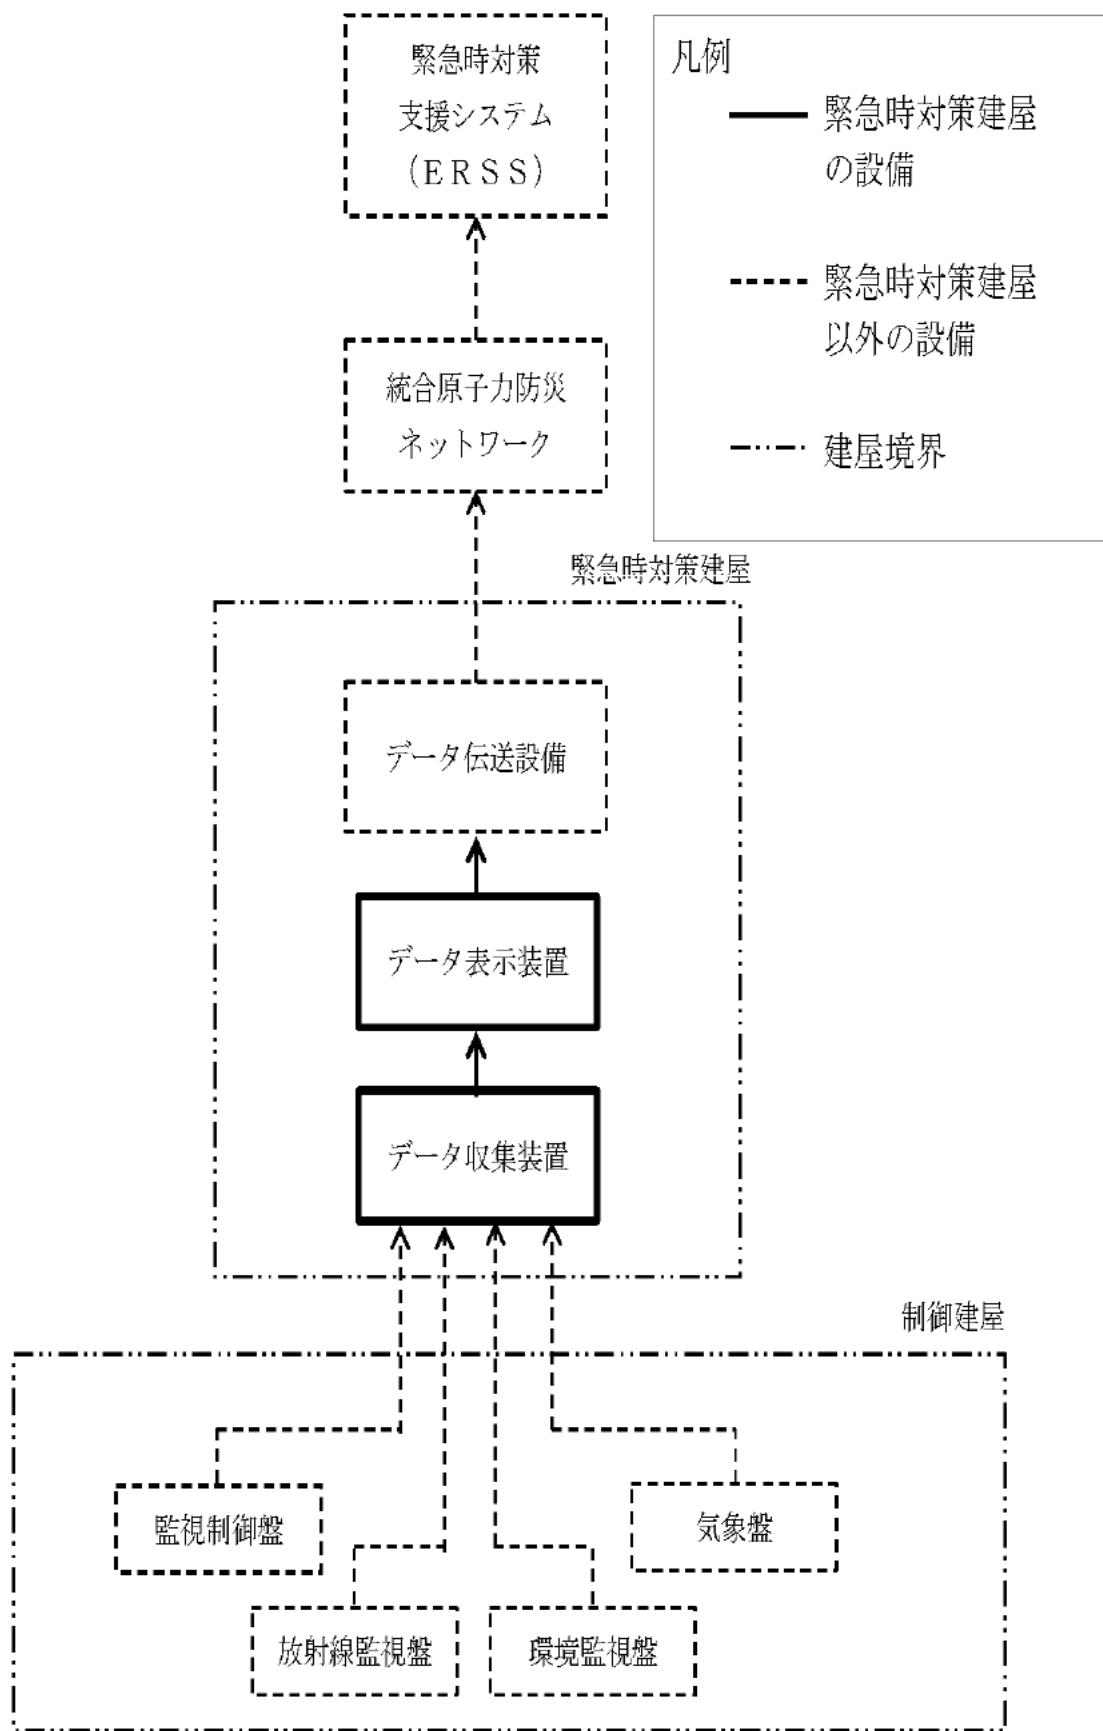 緊急時対策
支援システム
(ERSS)
凡例
緊急時対策建屋
の設備
緊急時対策建屋
以外の設備
建屋境界
統合原子力防災
ネットワーク
緊急時対策建屋
データ伝送設備
データ表示装置
データ収集装置
制御建屋
監視制御盤
気象盤
放射線監視盤
環境監視盤